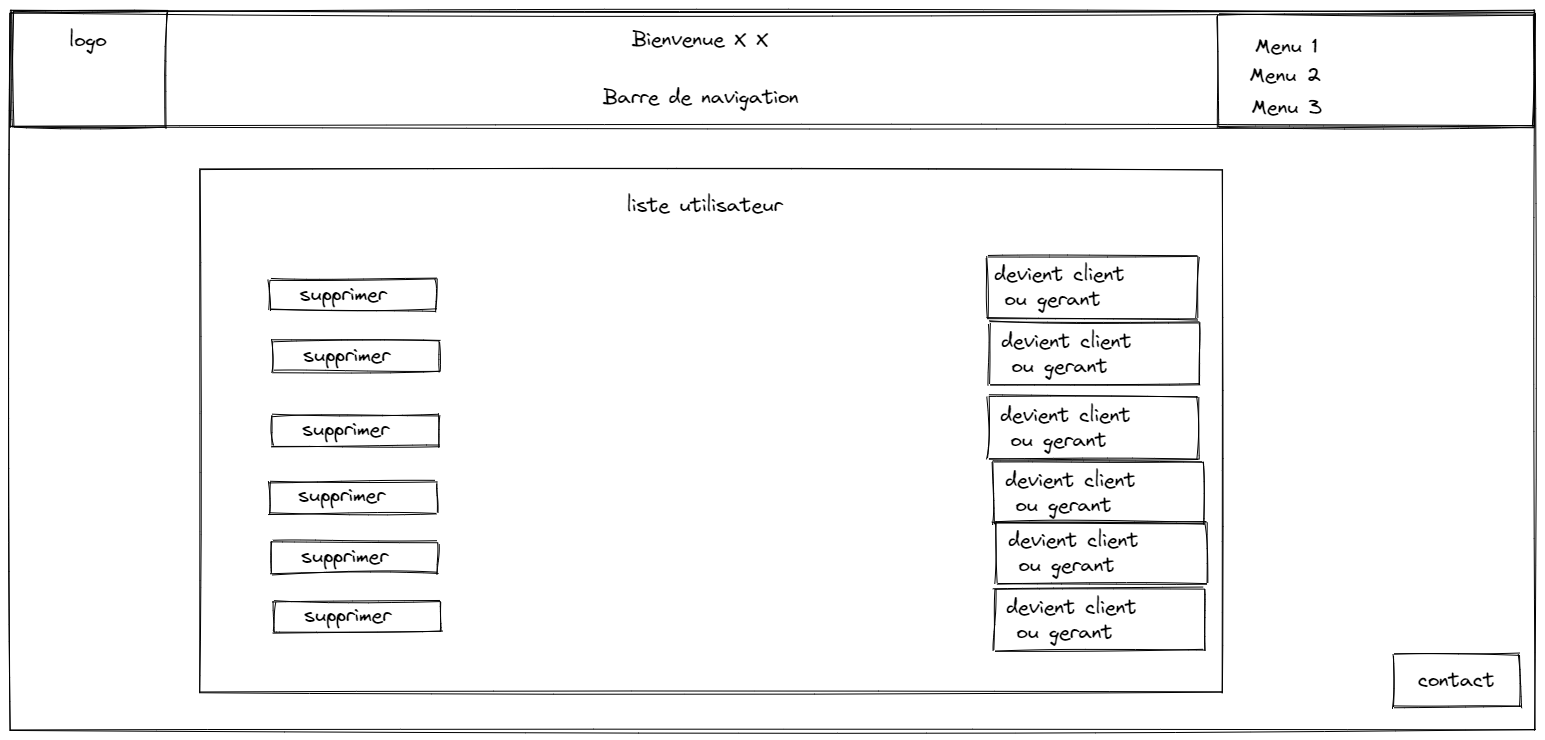 logo
Bienvenue X X
Barre de navigation
Menu 1
Menu 2
Menu 3
liste utilisateur
supprimer
devient client
ou gerant
supprimer
devient client
ou gerant
supprimer
devient client
ou gerant
supprimer
devient client
ou gerant
supprimer
devient client
ou gerant
supprimer
devient client
ou gerant
contact